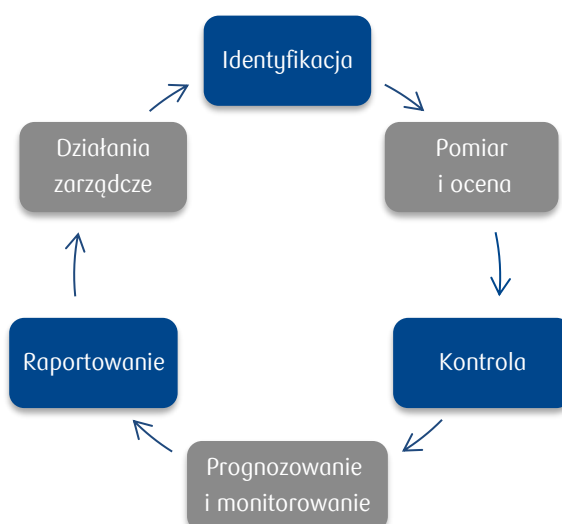 Identyfikacja
Pomiar
i ocena
Kontrola
Prognozowanie
i monitorowanie
Raportowanie
Działania
zarządcze